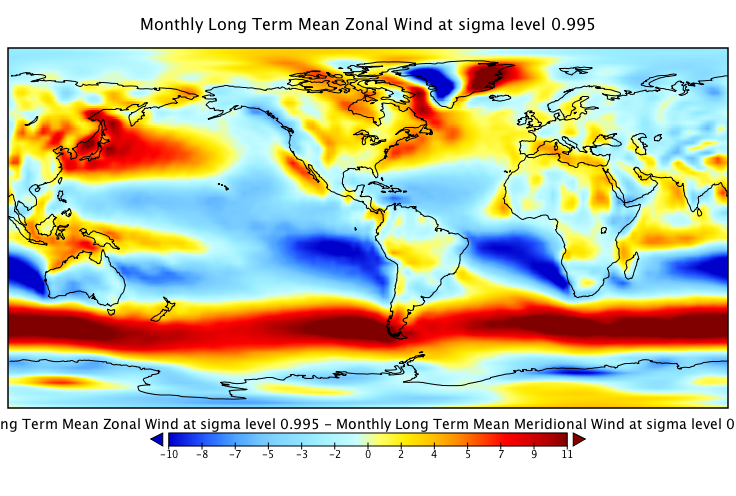 Monthly Long Term Mean Zonal Wind at sigma level 0.995
ng Term Mean Zonal Wind at sigma level 0.995 – Monthly Long Term Mean Meridional Wind at sigma level 0
-10 -8 -7 -5 -4 -2 0 2 4 5 7 9 11